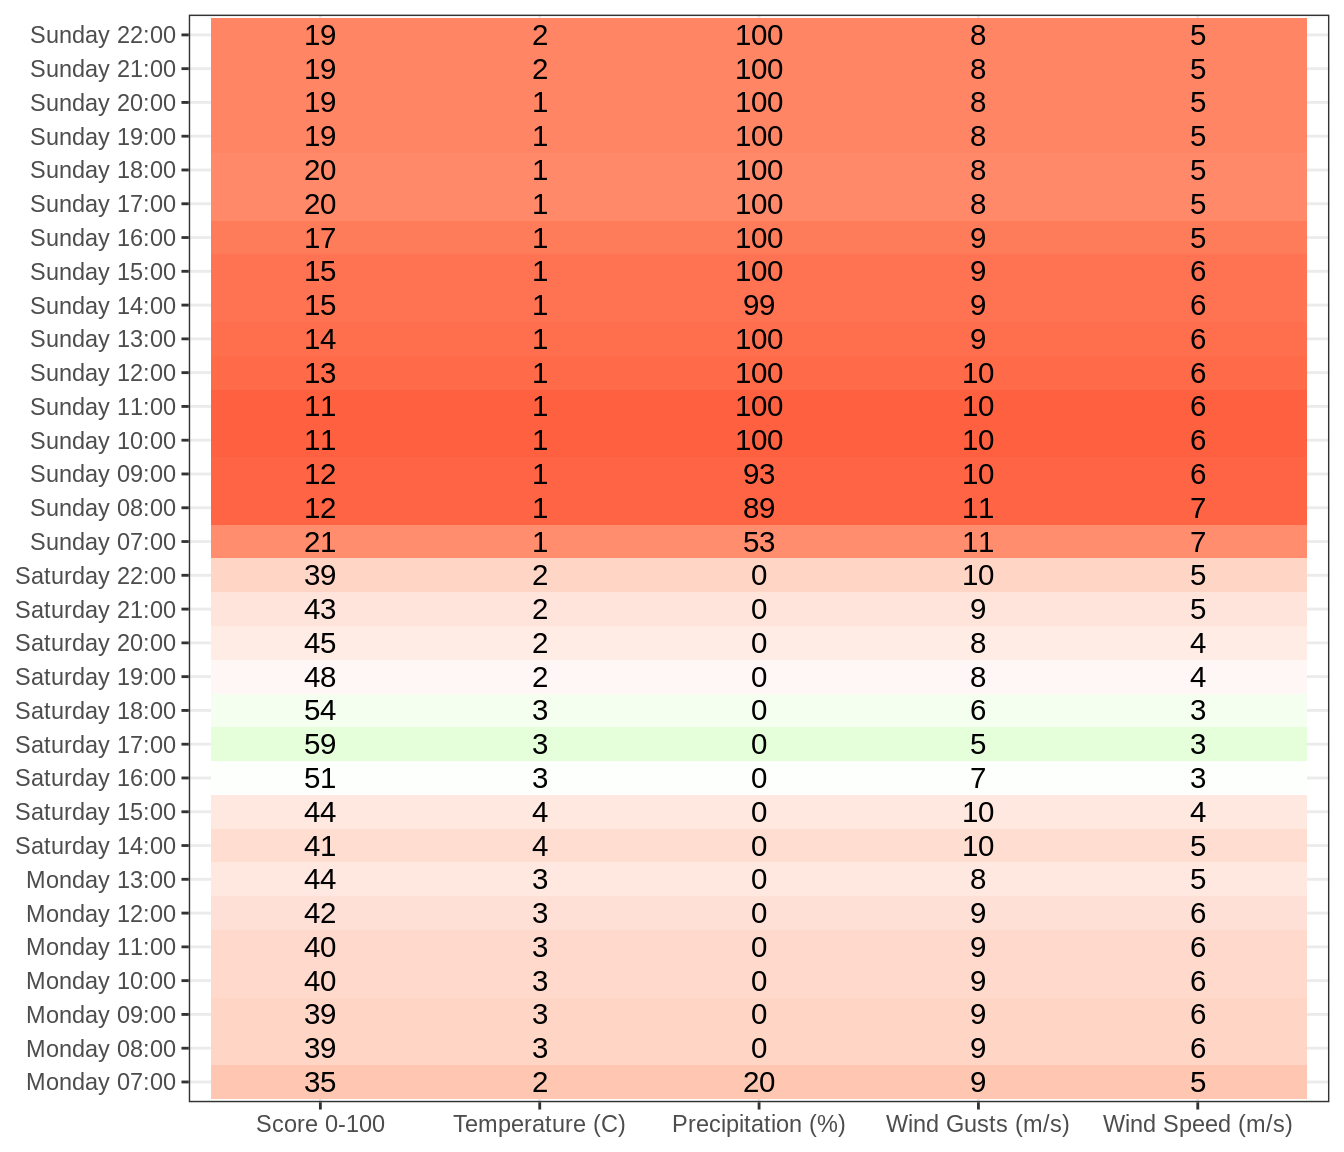 Sunday 22:00 19 2 100 8 5
Sunday 21:00 19 2 100 8 5
Sunday 20:00 19 1 100 8 5
Sunday 19:00 19 1 100 8 5
Sunday 18:00 20 1 100 8 5
Sunday 17:00 20 1 100 8 5
Sunday 16:00 17 1 100 9 5
Sunday 15:00 15 1 100 9 6
Sunday 14:00 15 1 99 9 6
Sunday 13:00 14 1 100 9 6
Sunday 12:00 13 1 100 10 6
Sunday 11:00 11 1 100 10 6
Sunday 10:00 11 1 100 10 6
Sunday 09:00 12 1 93 10 6
Sunday 08:00 12 1 89 11 7
Sunday 07:00 21 1 53 11 7
Saturday 22:00 39 2 0 10 5
Saturday 21:00 43 2 0 9 5
Saturday 20:00 45 2 0 8 4
Saturday 19:00 48 2 0 8 4
Saturday 18:00 54 3 0 6 3
Saturday 17:00 59 3 0 5 3
Saturday 16:00 51 3 0 7 3
Saturday 15:00 44 4 0 10 4
Saturday 14:00 41 4 0 10 5
Monday 13:00 44 3 0 8 5
Monday 12:00 42 3 0 9 6
Monday 11:00 40 3 0 9 6
Monday 10:00 40 3 0 9 6
Monday 09:00 39 3 0 9 6
Monday 08:00 39 3 0 9 6
Monday 07:00 35 2 20 9 5
Score 0-100 Temperature (C) Precipitation (%) Wind Gusts (m/s) Wind Speed (m/s)